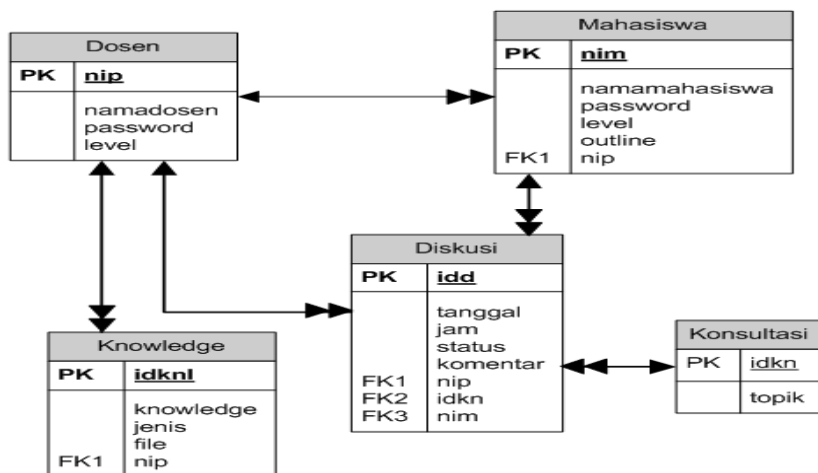 Dosen
PK nip
namadosen
password
level
Mahasiswa
PK nim
namamahasiswa
password
level
outline
FK1 nip
Diskusi
PK idd
tanggal
jam
status
komentar
FK1 nip
FK2 idkn
FK3 nim
Konsultasi
PK idkn
topik
Knowledge
PK idknl
knowledge
jenis
file
FK1 nip